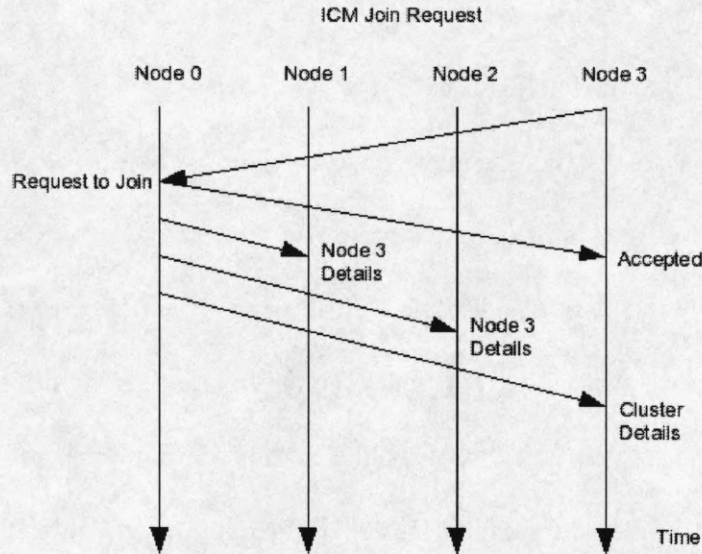 ICM Join Request
Node 0 Node 1 Node 2 Node 3
Request to Join
Node 3
Details
Accepted
Node 3
Details
Cluster
Details
Time